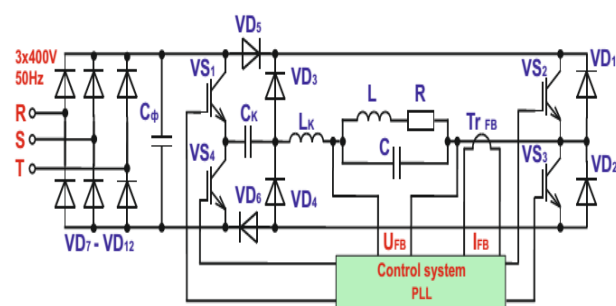 3x400V
50Hz
R
S
T
VD7 - VD12
Cф
VS1
VS4
VD5
VD3
VD6
VD4
CK
LK
L
R
C
Tr FB
VS2
VS3
VD1
VD2
UFB
IFB
Control system
PLL